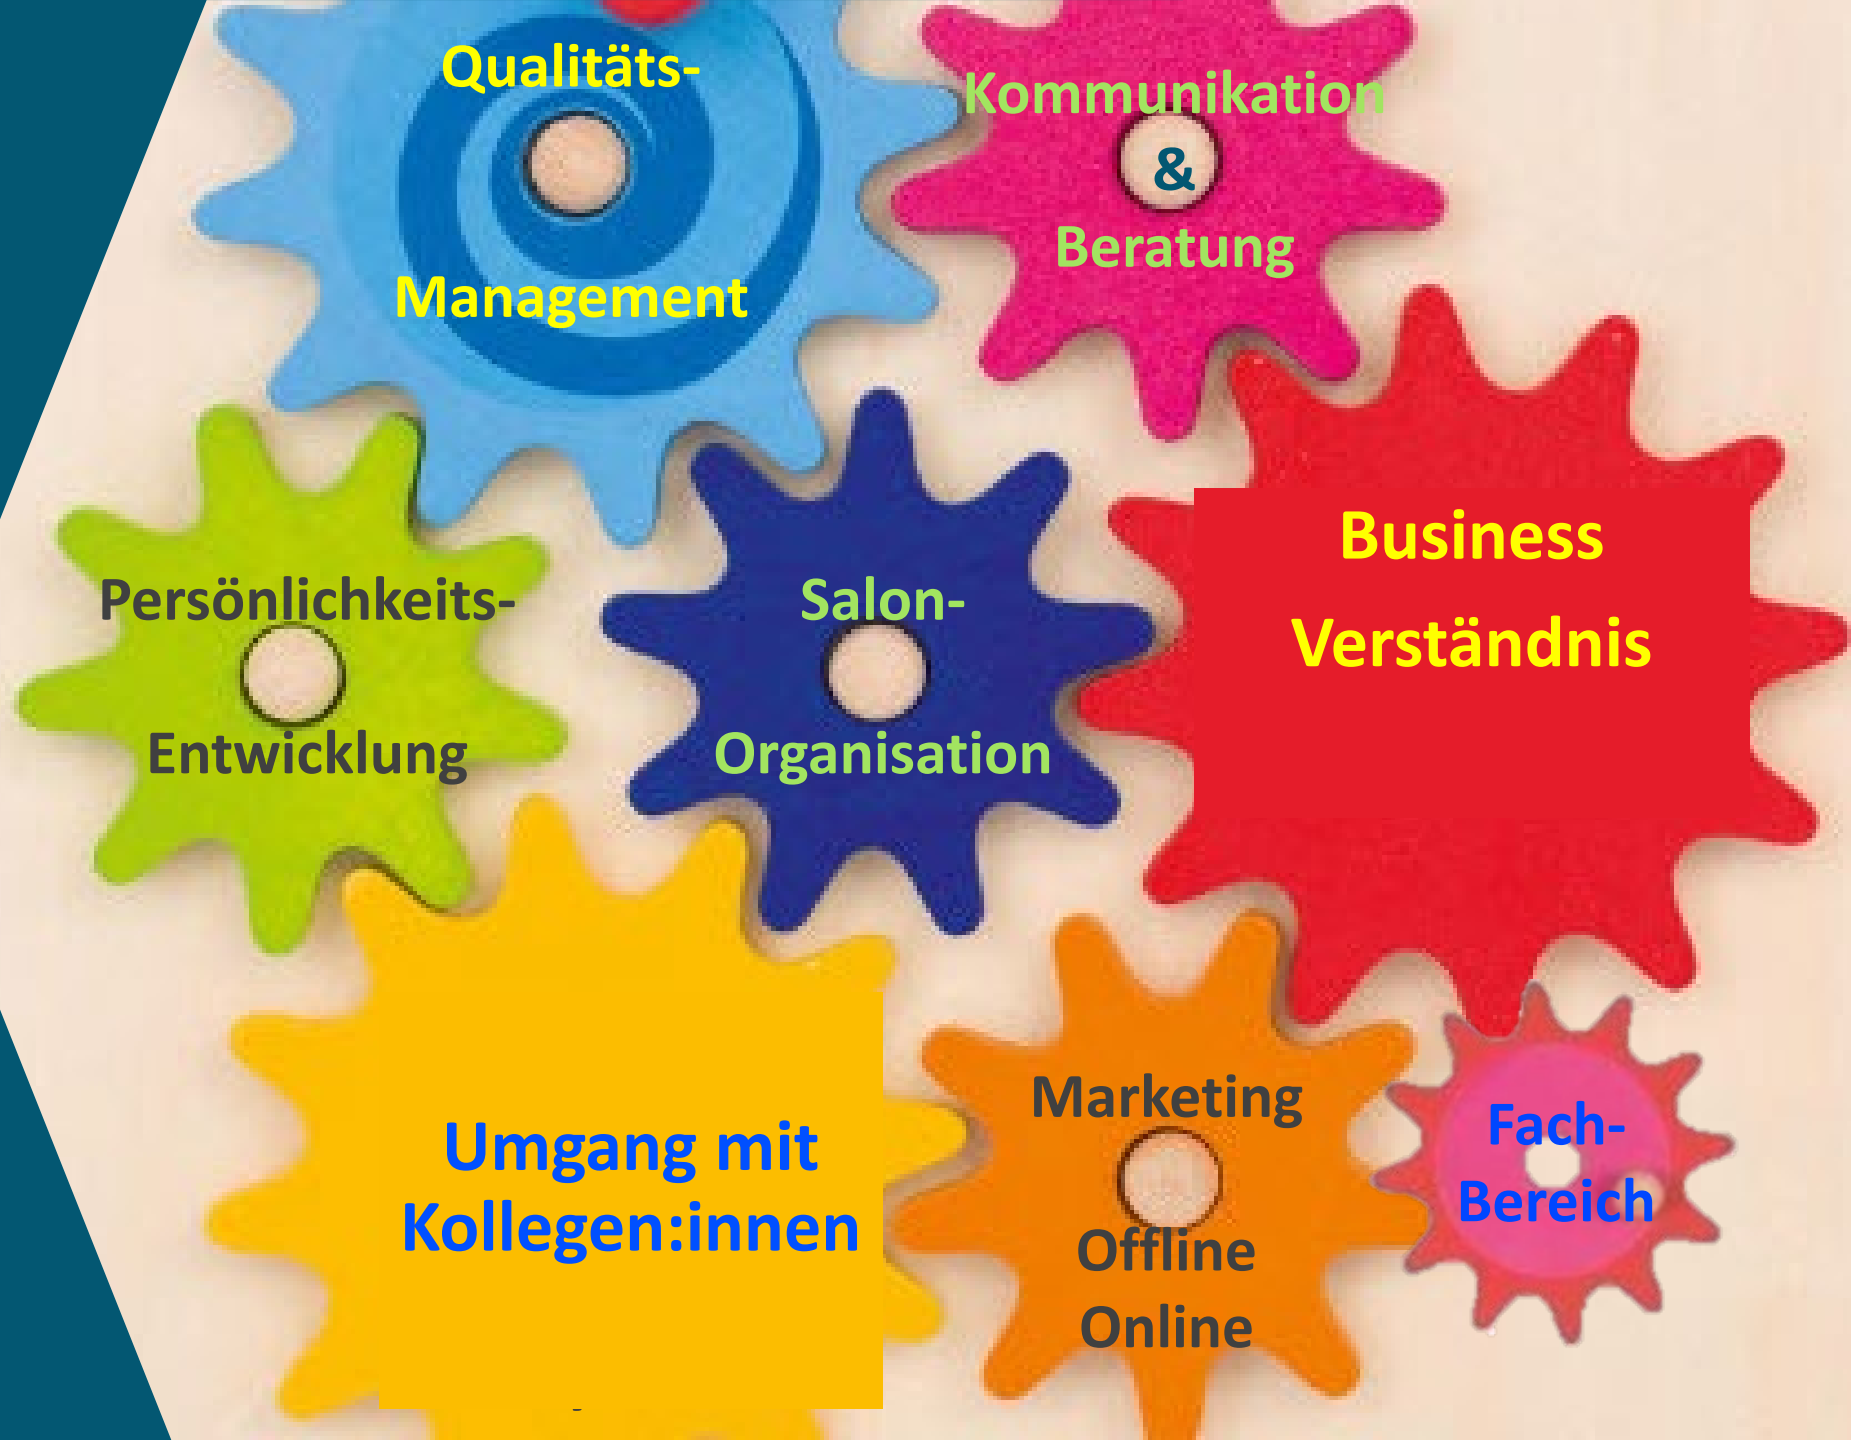 Qualitäts-
Management
Kommunikation
&
Beratung
Persönlichkeits-
Entwicklung
Salon-
Organisation
Business
Verständnis
Umgang mit
Kollegen:innen
Marketing
Offline
Online
Fach-
Bereich